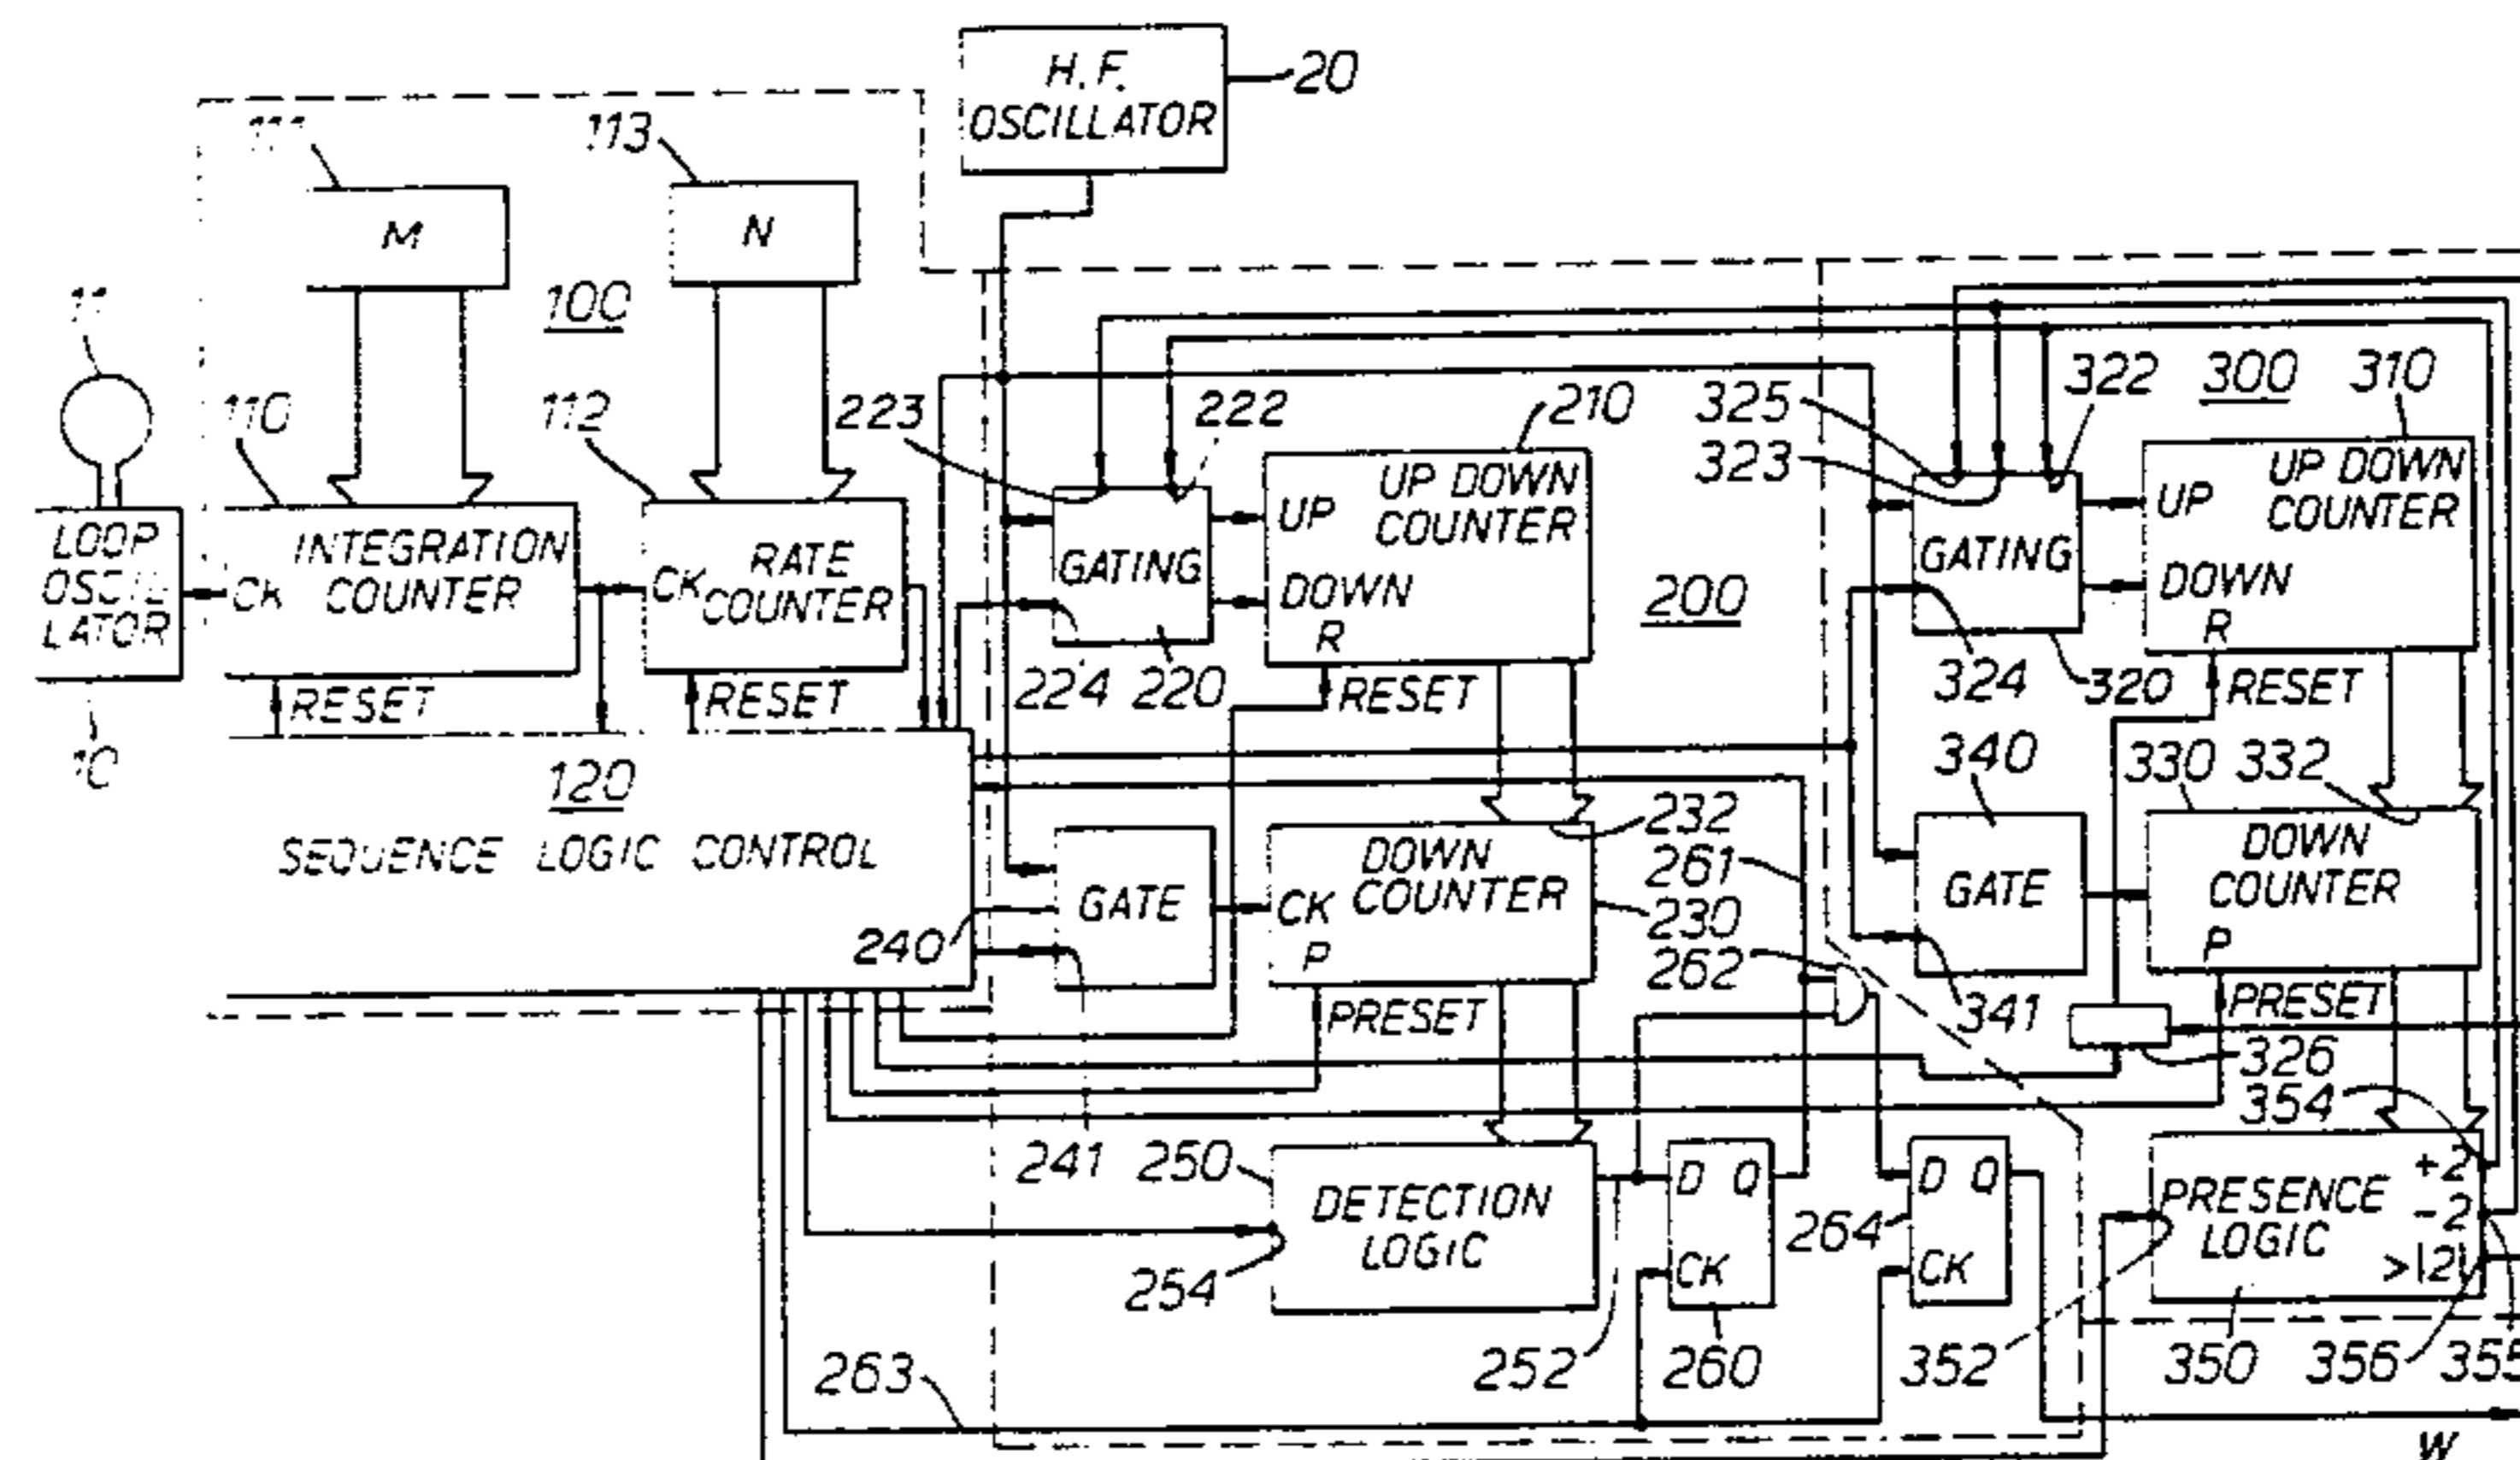 H.F.
OSCILLATOR
20
113
M
N
11
100
110
112
LOOP
LATOR
10
CK
INTEGRATION
COUNTER
CK
RATE
COUNTER
RESET
RESET
120
SEQUENCE LOGIC CONTROL
223
222
210
GATING
UP
UP DOWN
COUNTER
DOWN
R
224
220
RESET
200
240
GATE
CK
DOWN
COUNTER
P
PRESET
232
261
230
262
241
250
DETECTION
LOGIC
254
252
D Q
CK
260
264
D Q
CK
263
325
323
322
300
310
GATING
UP
UP DOWN
COUNTER
DOWN
R
324
320
RESET
340
330
332
GATE
DOWN
COUNTER
P
341
PRESET
326
354
PRESENCE
LOGIC
+2
-2
>|2|
352
350
356
355
W